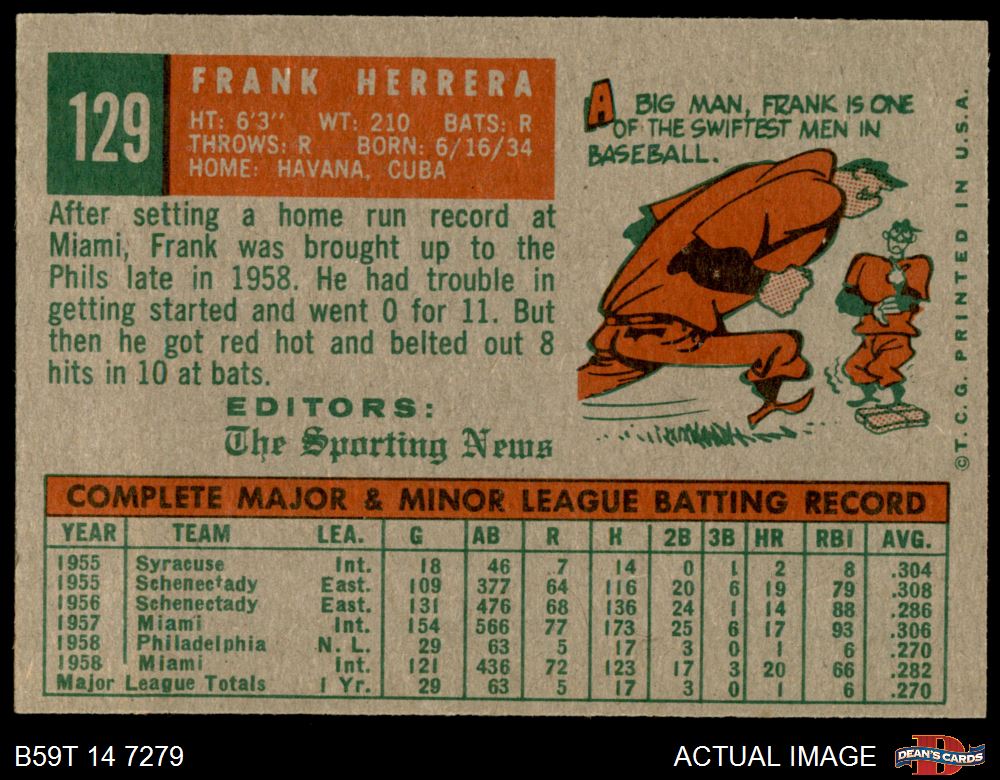 129
FRANK HERRERA
HT: 6'3" WT: 210 BATS: R
THROWS: R BORN: 6/16/34
HOME: HAVANA, CUBA
A BIG MAN, FRANK IS ONE
OF THE SWIFTEST MEN IN
BASEBALL.
After setting a home run record at
Miami, Frank was brought up to the
Phils late in 1958. He had trouble in
getting started and went 0 for 11. But
then he got red hot and belted out 8
hits in 10 at bats.
EDITORS:
The Sporting News
©T. C. G. PRINTED IN U.S.A.
COMPLETE MAJOR & MINOR LEAGUE BATTING RECORD
YEAR TEAM LEA. G AB R H 2B 3B HR RBI AVG.
1955 Syracuse Int. 18 46 7 14 0 1 2 8 .304
1955 Schenectady East. 109 377 64 116 20 6 19 79 .308
1956 Schenectady East. 131 476 68 136 24 1 14 88 .286
1957 Miami Int. 154 566 77 173 25 6 17 93 .306
1958 Philadelphia N. L. 29 63 5 17 3 0 1 6 .270
1958 Miami Int. 121 436 72 123 17 3 20 66 .282
Major League Totals 1 Yr. 29 63 5 17 3 0 1 6 .270
B59T 14 7279
ACTUAL IMAGE
D
DEAN'S CARDS